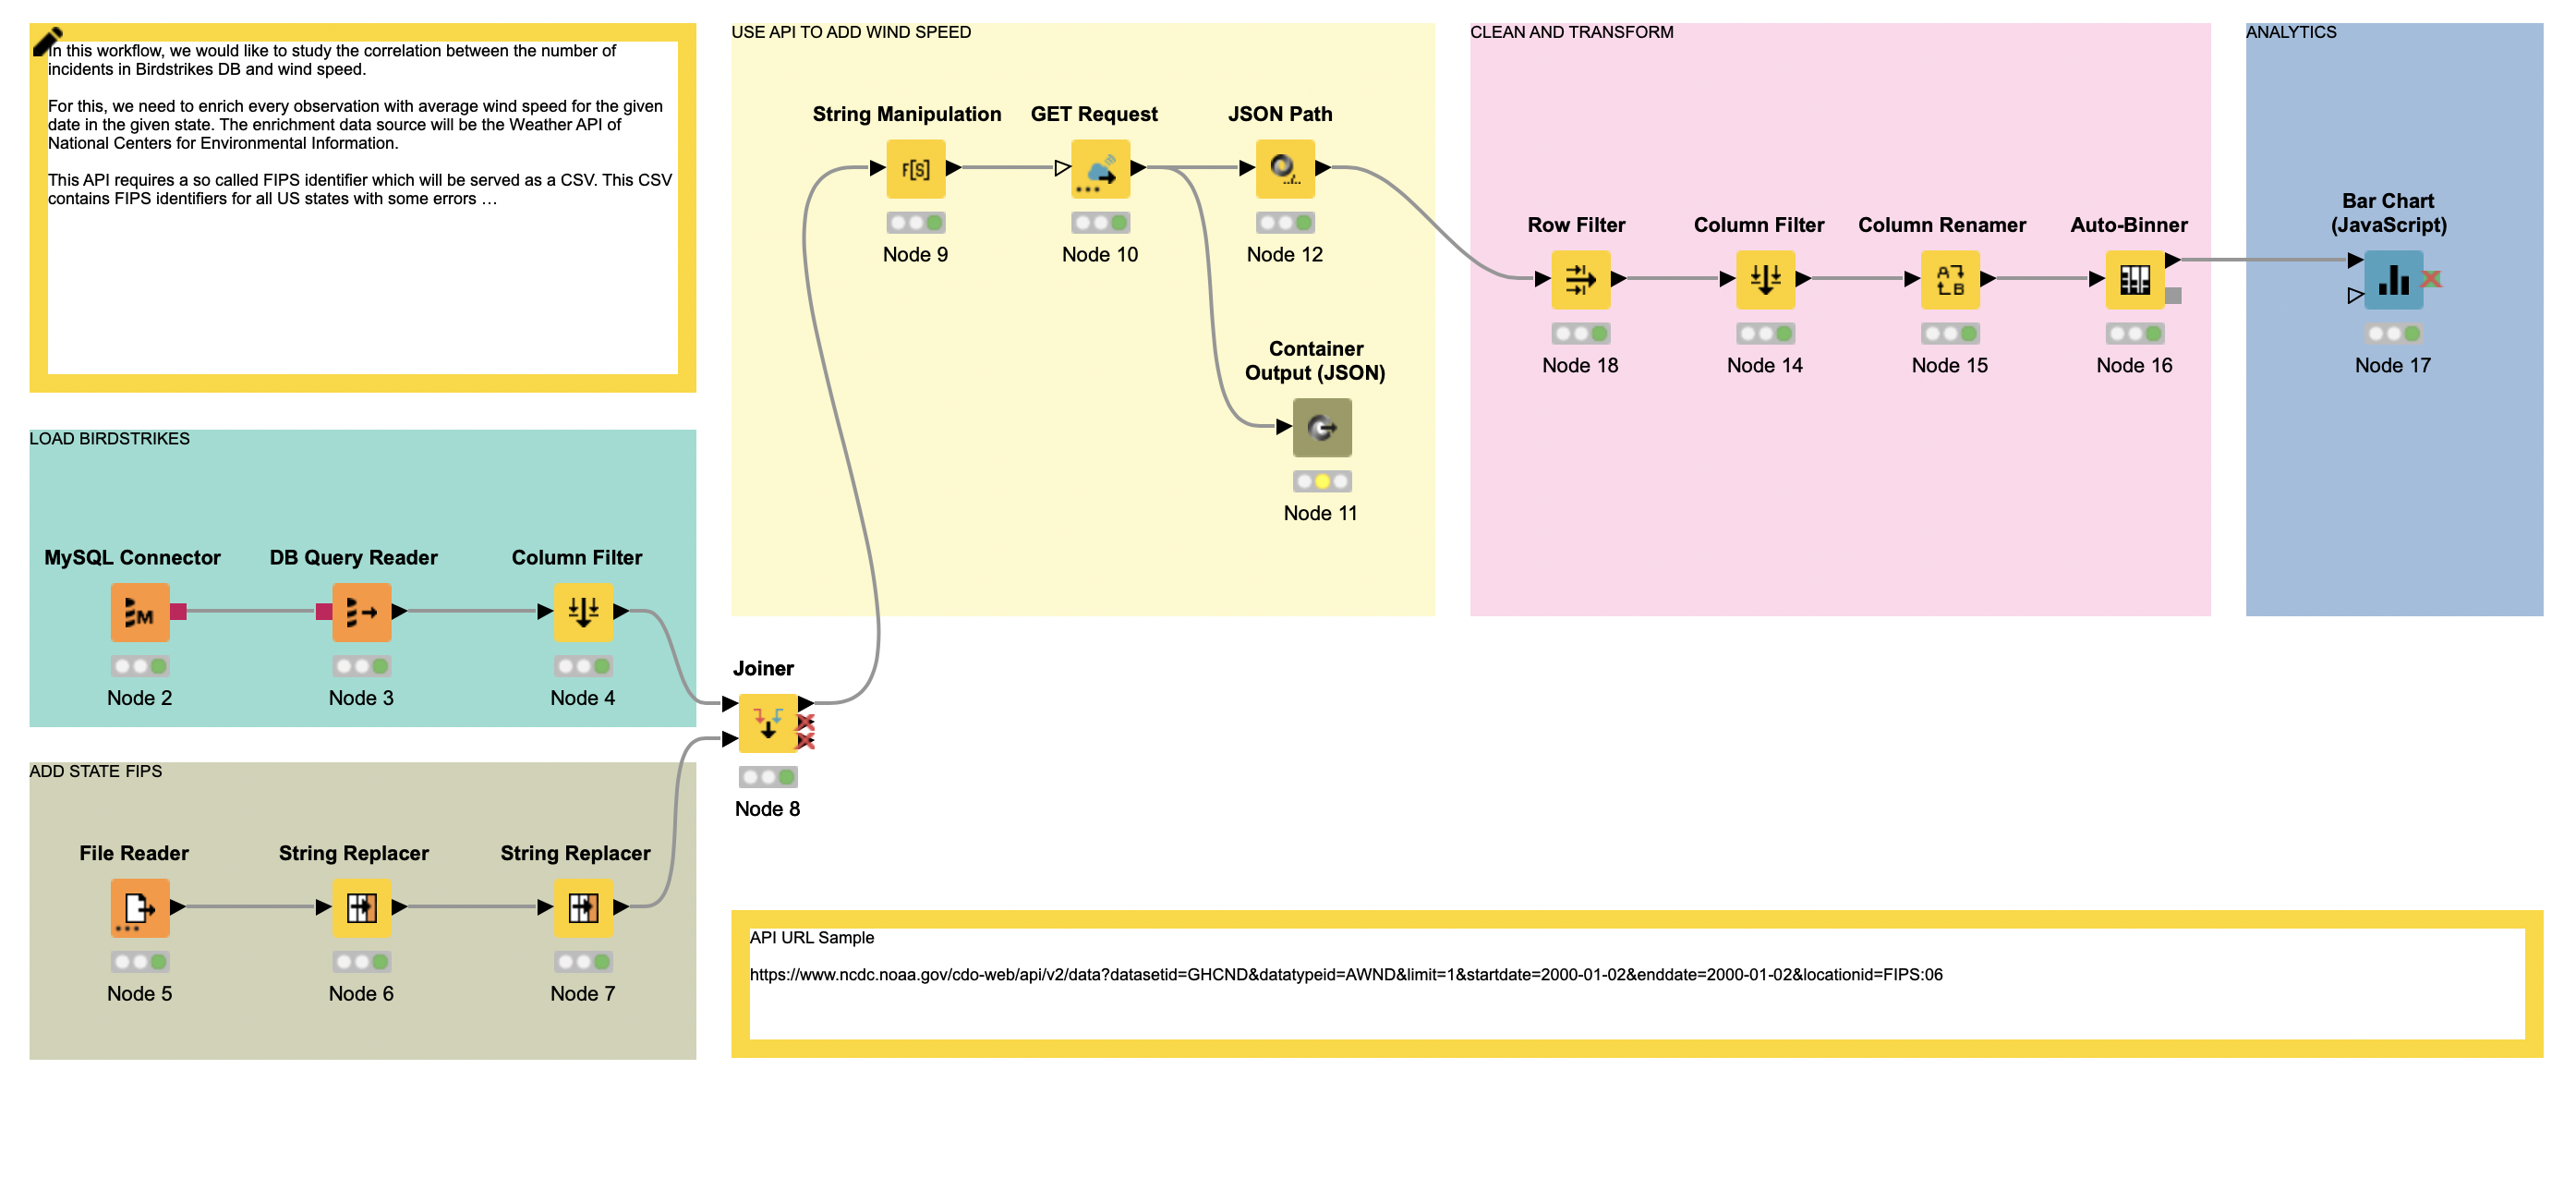 In this workflow, we would like to study the correlation between the number of
incidents in Birdstrikes DB and wind speed.
For this, we need to enrich every observation with average wind speed for the given
date in the given state. The enrichment data source will be the Weather API of
National Centers for Environmental Information.
This API requires a so called FIPS identifier which will be served as a CSV. This CSV
contains FIPS identifiers for all US states with some errors …
LOAD BIRDSTRIKES
MySQL Connector
DB Query Reader
Column Filter
M
Node 2
Node 3
Node 4
ADD STATE FIPS
File Reader
String Replacer
String Replacer
Node 5
Node 6
Node 7
Joiner
Node 8
USE API TO ADD WIND SPEED
String Manipulation
GET Request
JSON Path
F[S]
Node 9
Node 10
Node 12
Container
Output (JSON)
Node 11
CLEAN AND TRANSFORM
Row Filter
Column Filter
Column Renamer
Auto-Binner
A
B
Node 18
Node 14
Node 15
Node 16
ANALYTICS
Bar Chart
(JavaScript)
Node 17
API URL Sample
https://www.ncdc.noaa.gov/cdo-web/api/v2/data?datasetid=GHCND&datatypeid=AWND&limit=1&startdate=2000-01-02&enddate=2000-01-02&locationid=FIPS:06